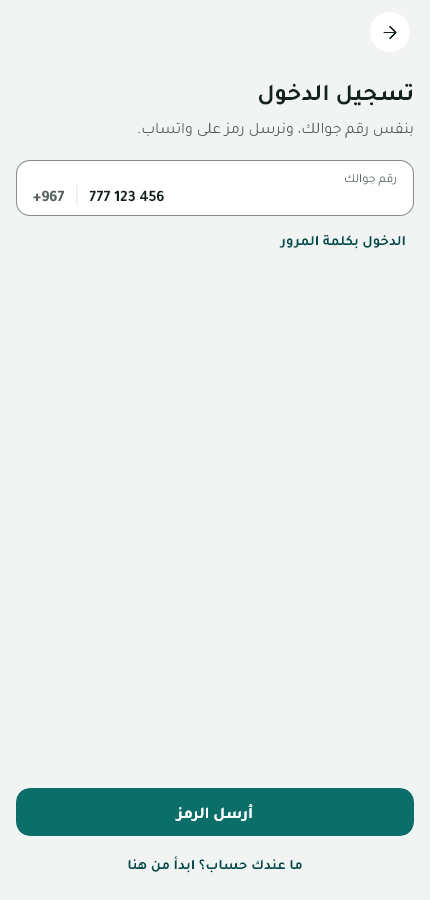 تسجيل الدخول
بنفس رقم جوالك، ونرسل رمز على واتساب.
رقم جوالك
+967 777 123 456
الدخول بكلمة المرور
أرسل الرمز
ما عندك حساب؟ ابدأ من هنا